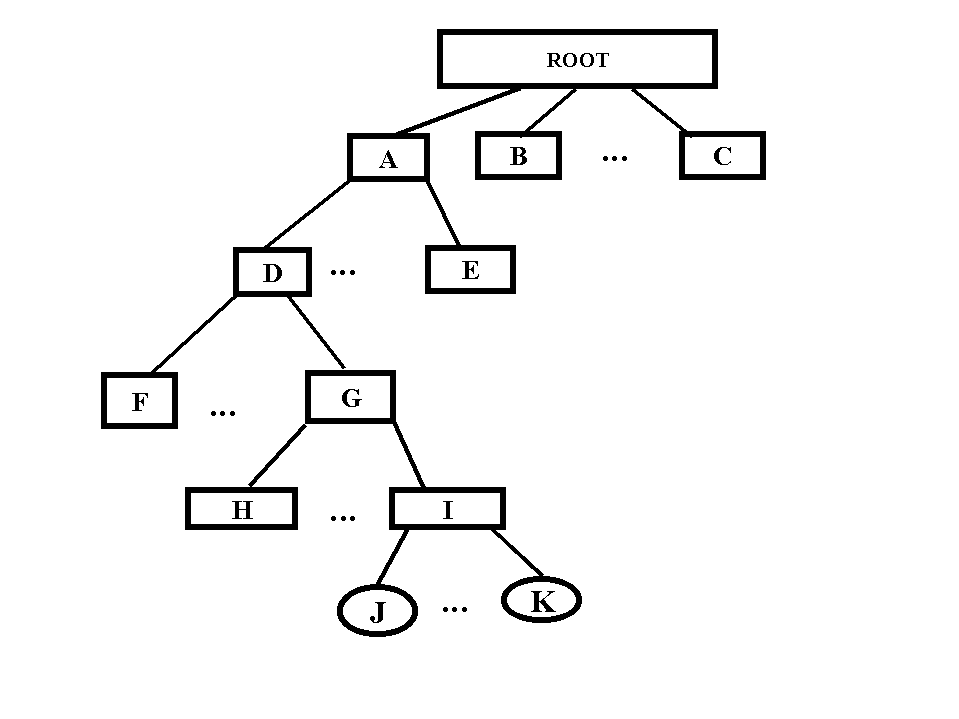 ROOT
A B ... C
D ... E
F ... G
H ... I
J ... K